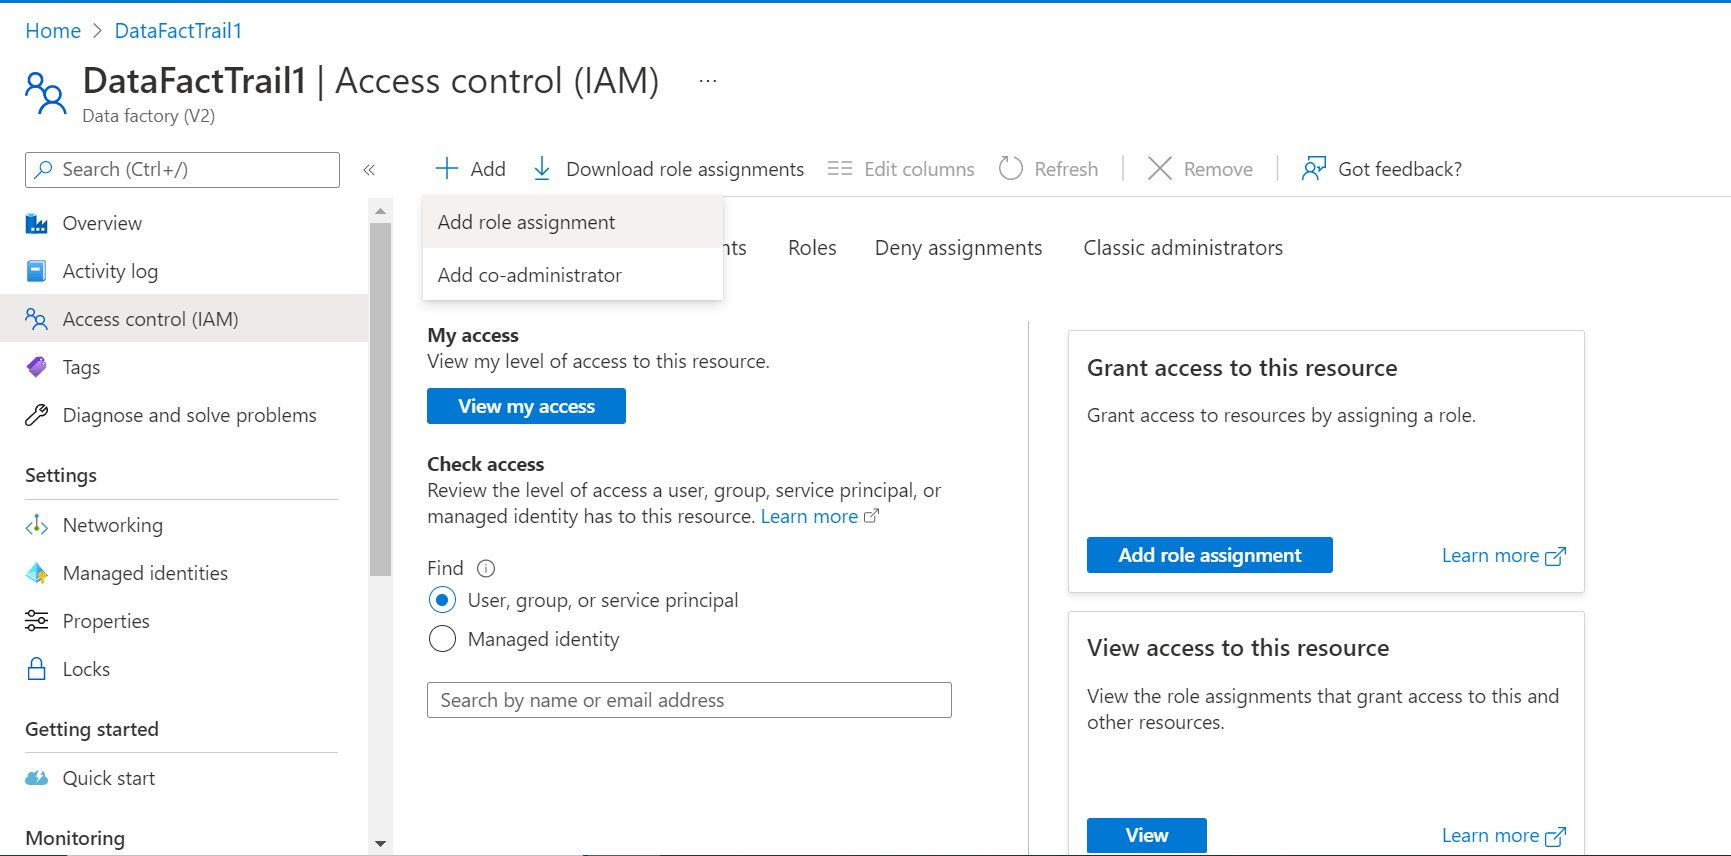 Home > DataFactTrail1
DataFactTrail1 | Access control (IAM) ...
Data factory (V2)
Search (Ctrl+/)
«
Add
Download role assignments
Edit columns
Refresh
Remove
Got feedback?
Overview
Activity log
Access control (IAM)
Tags
Diagnose and solve problems
Settings
Networking
Managed identities
Properties
Locks
Getting started
Quick start
Monitoring
Add role assignment
Add co-administrator
Roles
Deny assignments
Classic administrators
My access
View my level of access to this resource.
View my access
Check access
Review the level of access a user, group, service principal, or
managed identity has to this resource. Learn more
Find
User, group, or service principal
Managed identity
Search by name or email address
Grant access to this resource
Grant access to resources by assigning a role.
Add role assignment
Learn more
View access to this resource
View the role assignments that grant access to this and
other resources.
View
Learn more